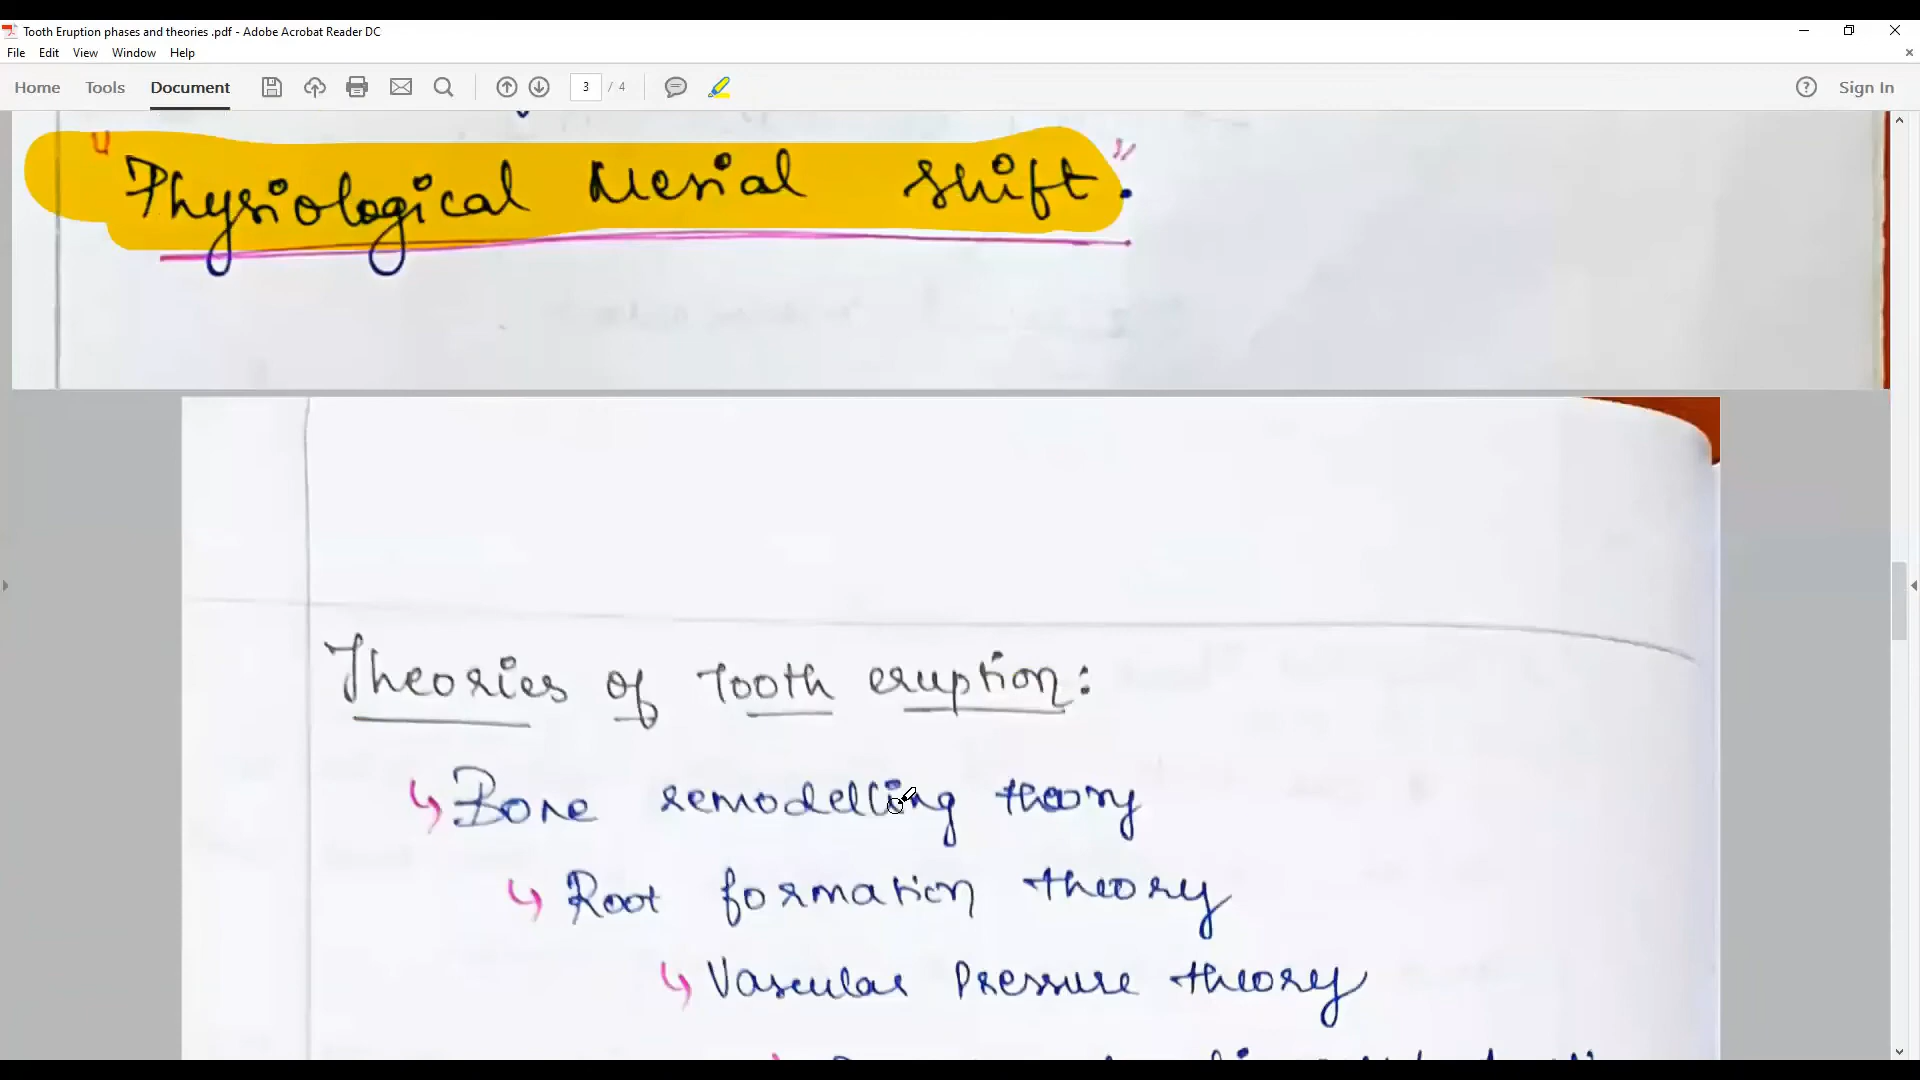 Tooth Eruption phases and theories .pdf - Adobe Acrobat Reader DC
File Edit View Window Help
Home Tools Document 3 / 4 Sign In
"Physiological Mesial shift."
Theories of Tooth eruption:
↳ Bone remodelling theory
↳ Root formation theory
↳ Vascular Pressure theory